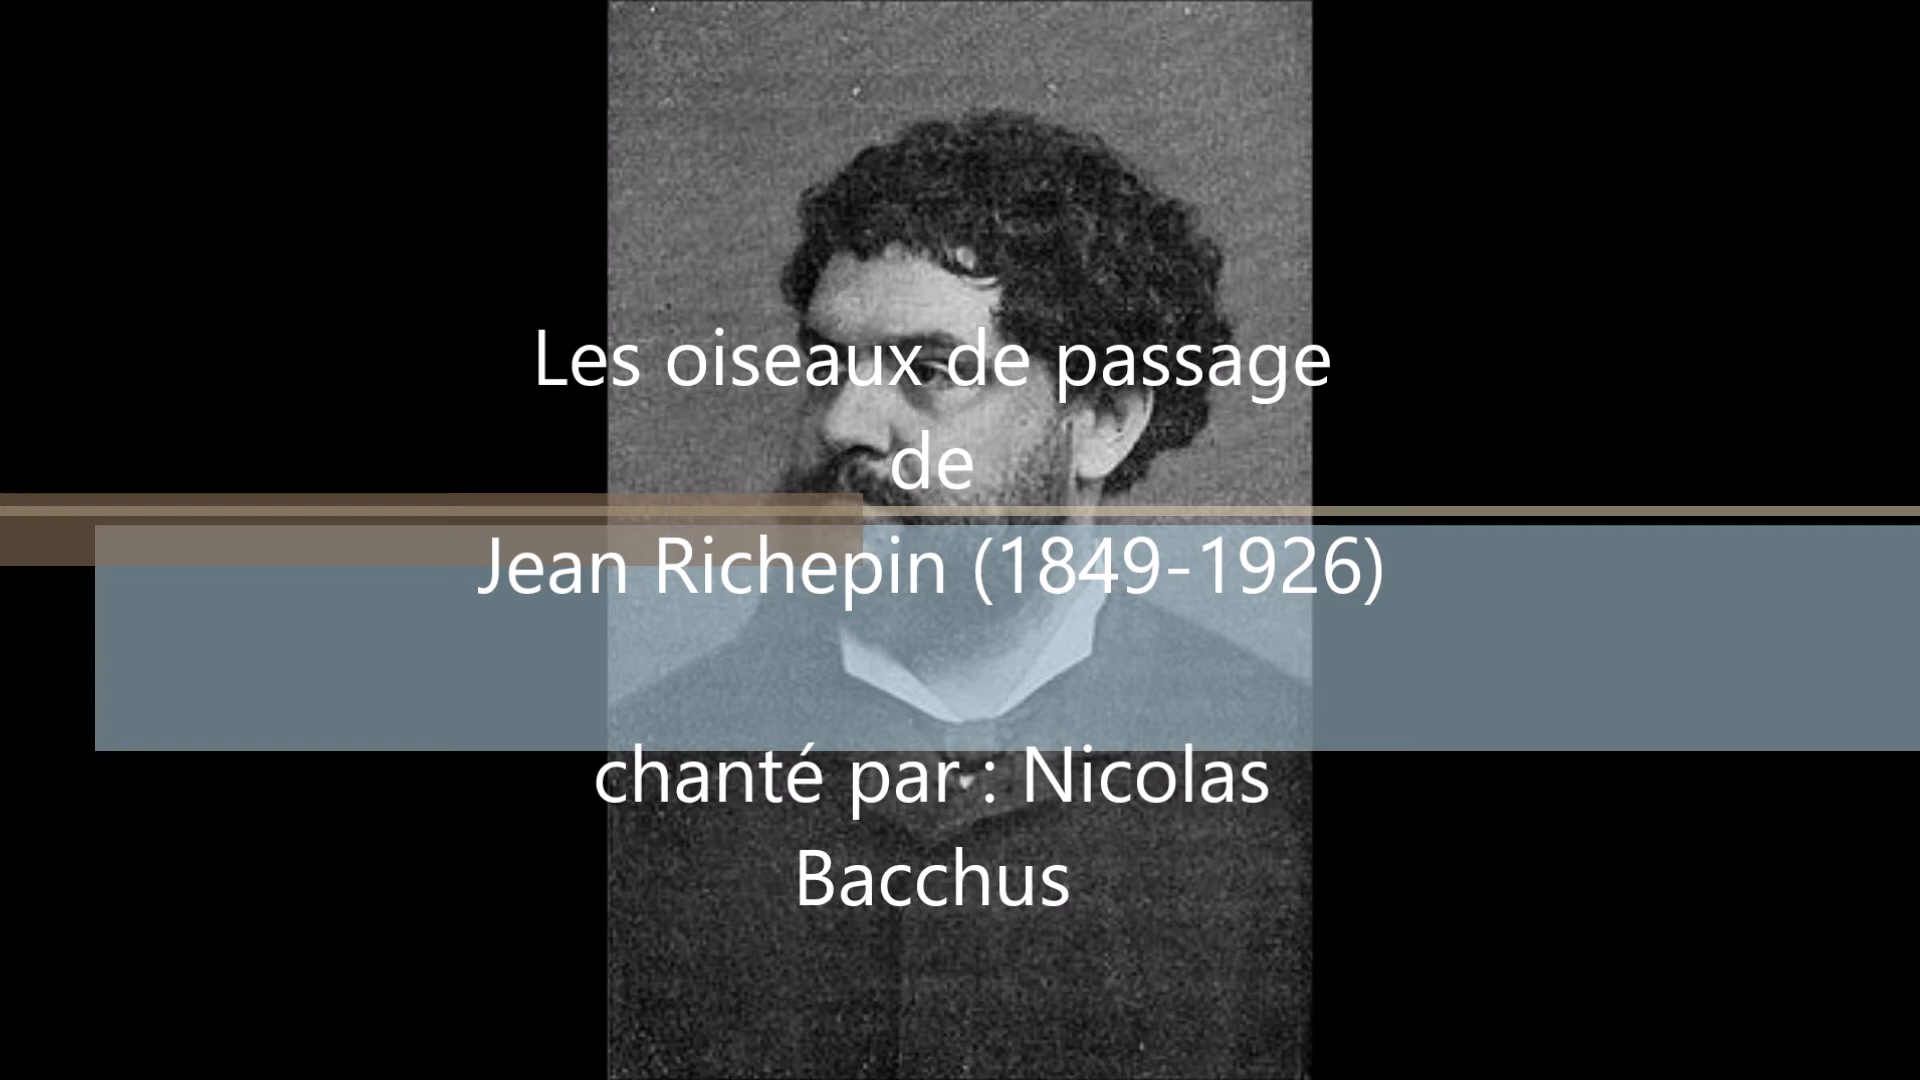 Les oiseaux de passage
de
Jean Richepin (1849-1926)
chanté par : Nicolas
Bacchus